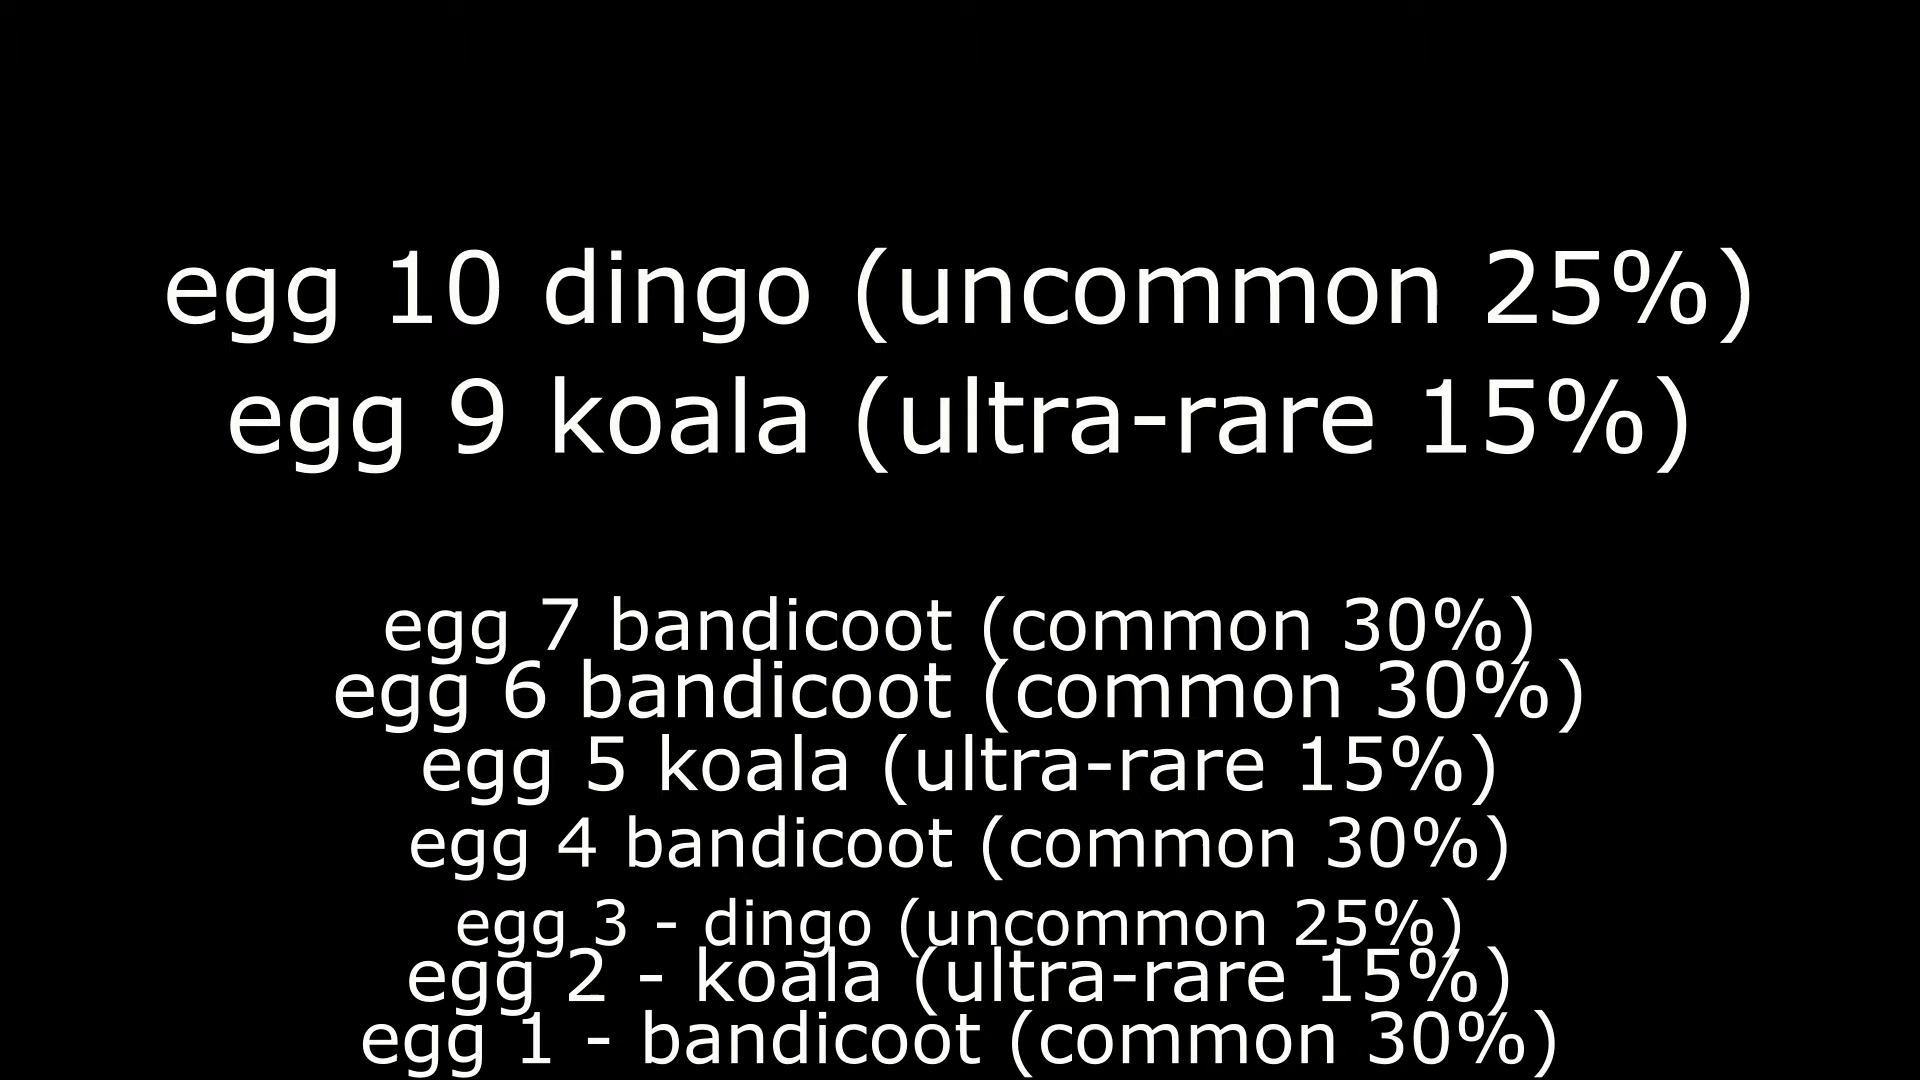 egg 10 dingo (uncommon 25%)
egg 9 koala (ultra-rare 15%)
egg 7 bandicoot (common 30%)
egg 6 bandicoot (common 30%)
egg 5 koala (ultra-rare 15%)
egg 4 bandicoot (common 30%)
egg 3 - dingo (uncommon 25%)
egg 2 - koala (ultra-rare 15%)
egg 1 - bandicoot (common 30%)